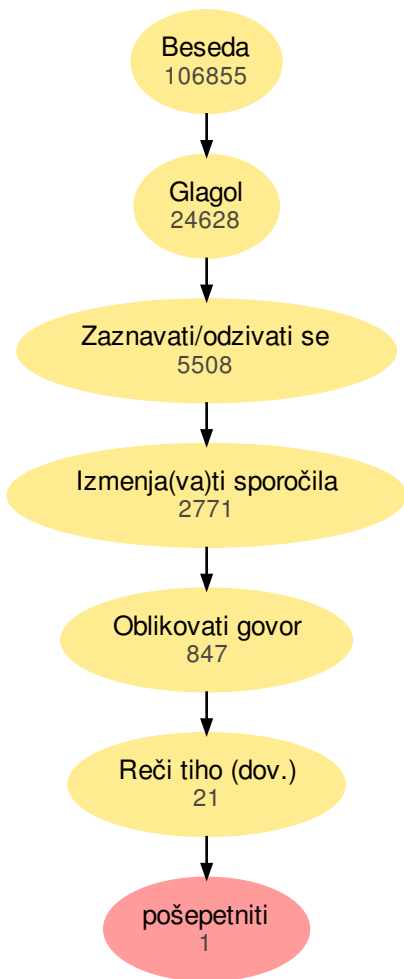 Beseda
106855
Glagol
24628
Zaznavati/odzivati se
5508
Izmenja(va)ti sporočila
2771
Oblikovati govor
847
Reči tiho (dov.)
21
pošepetniti
1